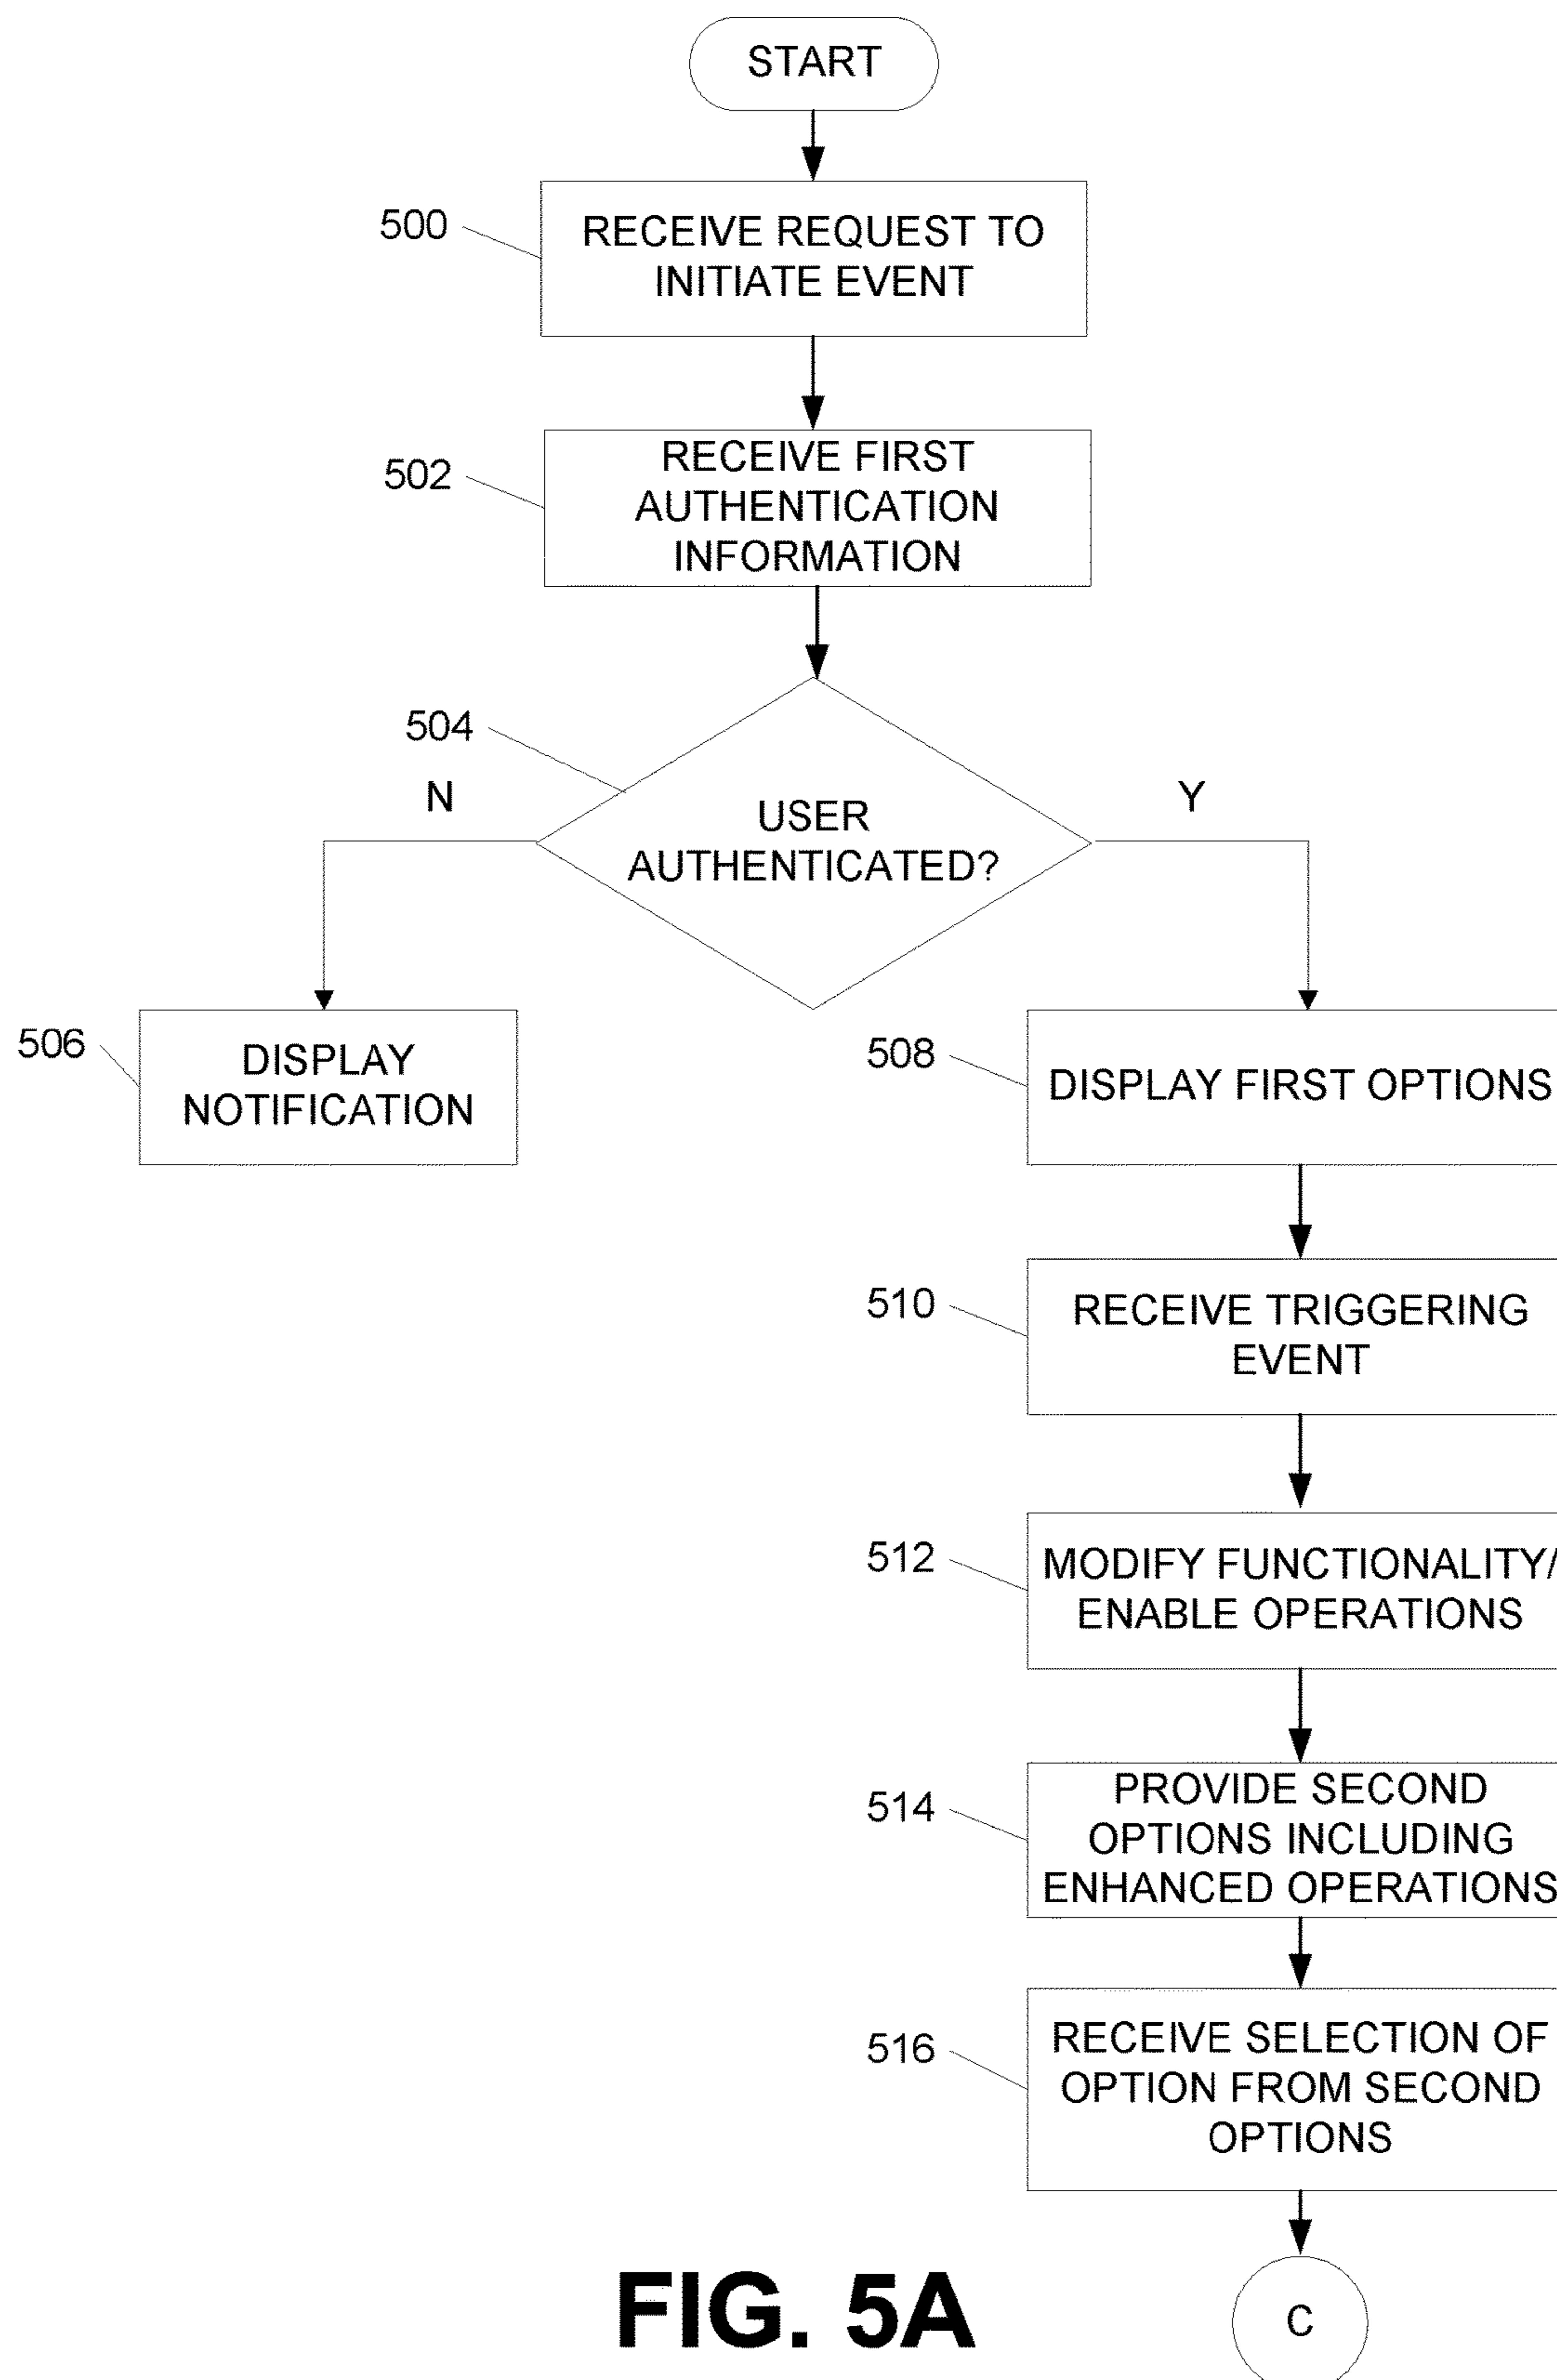 START
500
RECEIVE REQUEST TO
INITIATE EVENT
502
RECEIVE FIRST
AUTHENTICATION
INFORMATION
504
N
USER
AUTHENTICATED?
Y
506
DISPLAY
NOTIFICATION
508
DISPLAY FIRST OPTIONS
510
RECEIVE TRIGGERING
EVENT
512
MODIFY FUNCTIONALITY/
ENABLE OPERATIONS
514
PROVIDE SECOND
OPTIONS INCLUDING
ENHANCED OPERATIONS
516
RECEIVE SELECTION OF
OPTION FROM SECOND
OPTIONS
C
FIG. 5A